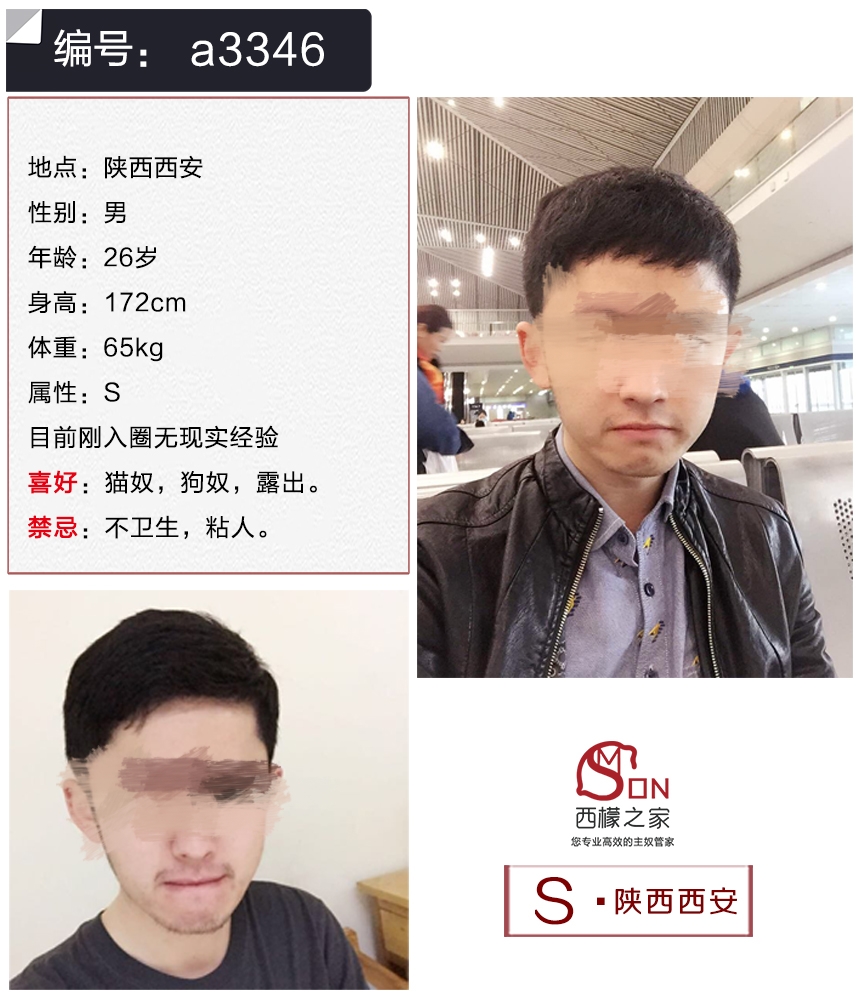 编号： a3346
地点：陕西西安
性别：男
年龄：26岁
身高：172cm
体重：65kg
属性：S
目前刚入圈无现实经验
喜好：猫奴，狗奴，露出。
禁忌：不卫生，粘人。
SMON
西檬之家
您专业高效的主奴管家
S·陕西西安